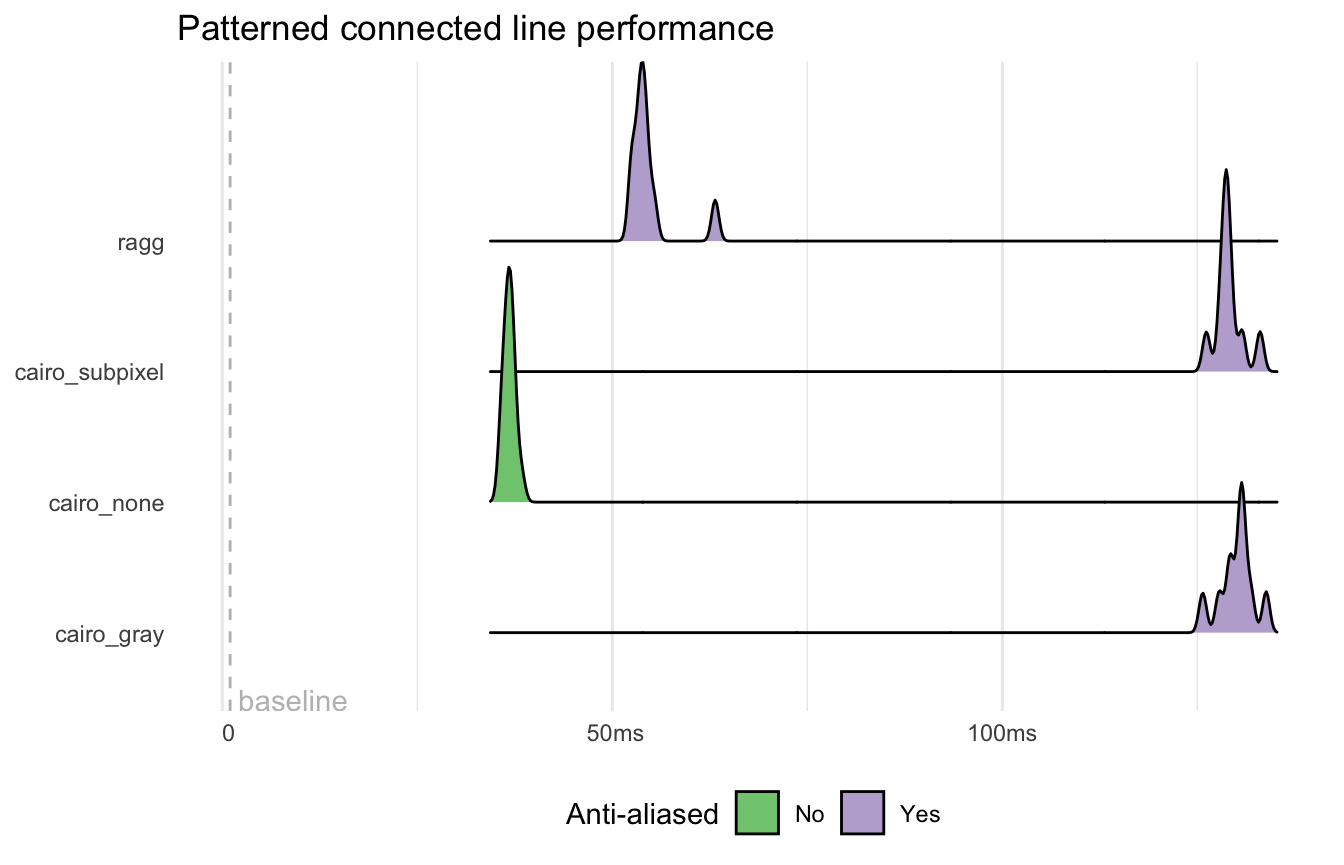 Patterned connected line performance
ragg
cairo_subpixel
cairo_none
cairo_gray
baseline
0 50ms 100ms
Anti-aliased No Yes